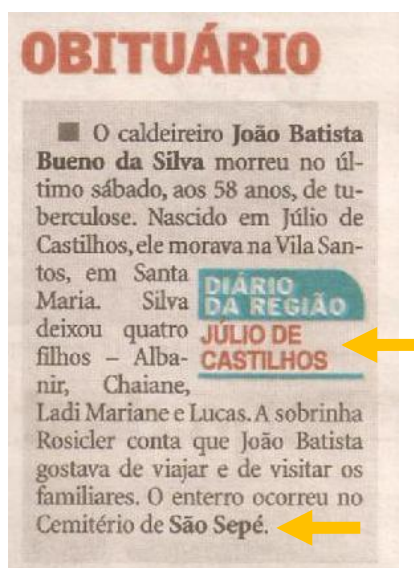 OBITUÁRIO
■ O caldeireiro João Batista
Bueno da Silva morreu no úl-
timo sábado, aos 58 anos, de tu-
berculose. Nascido em Júlio de
Castilhos, ele morava na Vila San-
tos, em Santa
Maria. Silva
deixou quatro
filhos – Alba-
nir, Chaiane,
DIÁRIO
DA REGIÃO
JÚLIO DE
CASTILHOS
Ladi Mariane e Lucas. A sobrinha
Rosicler conta que João Batista
gostava de viajar e de visitar os
familiares. O enterro ocorreu no
Cemitério de São Sepé.